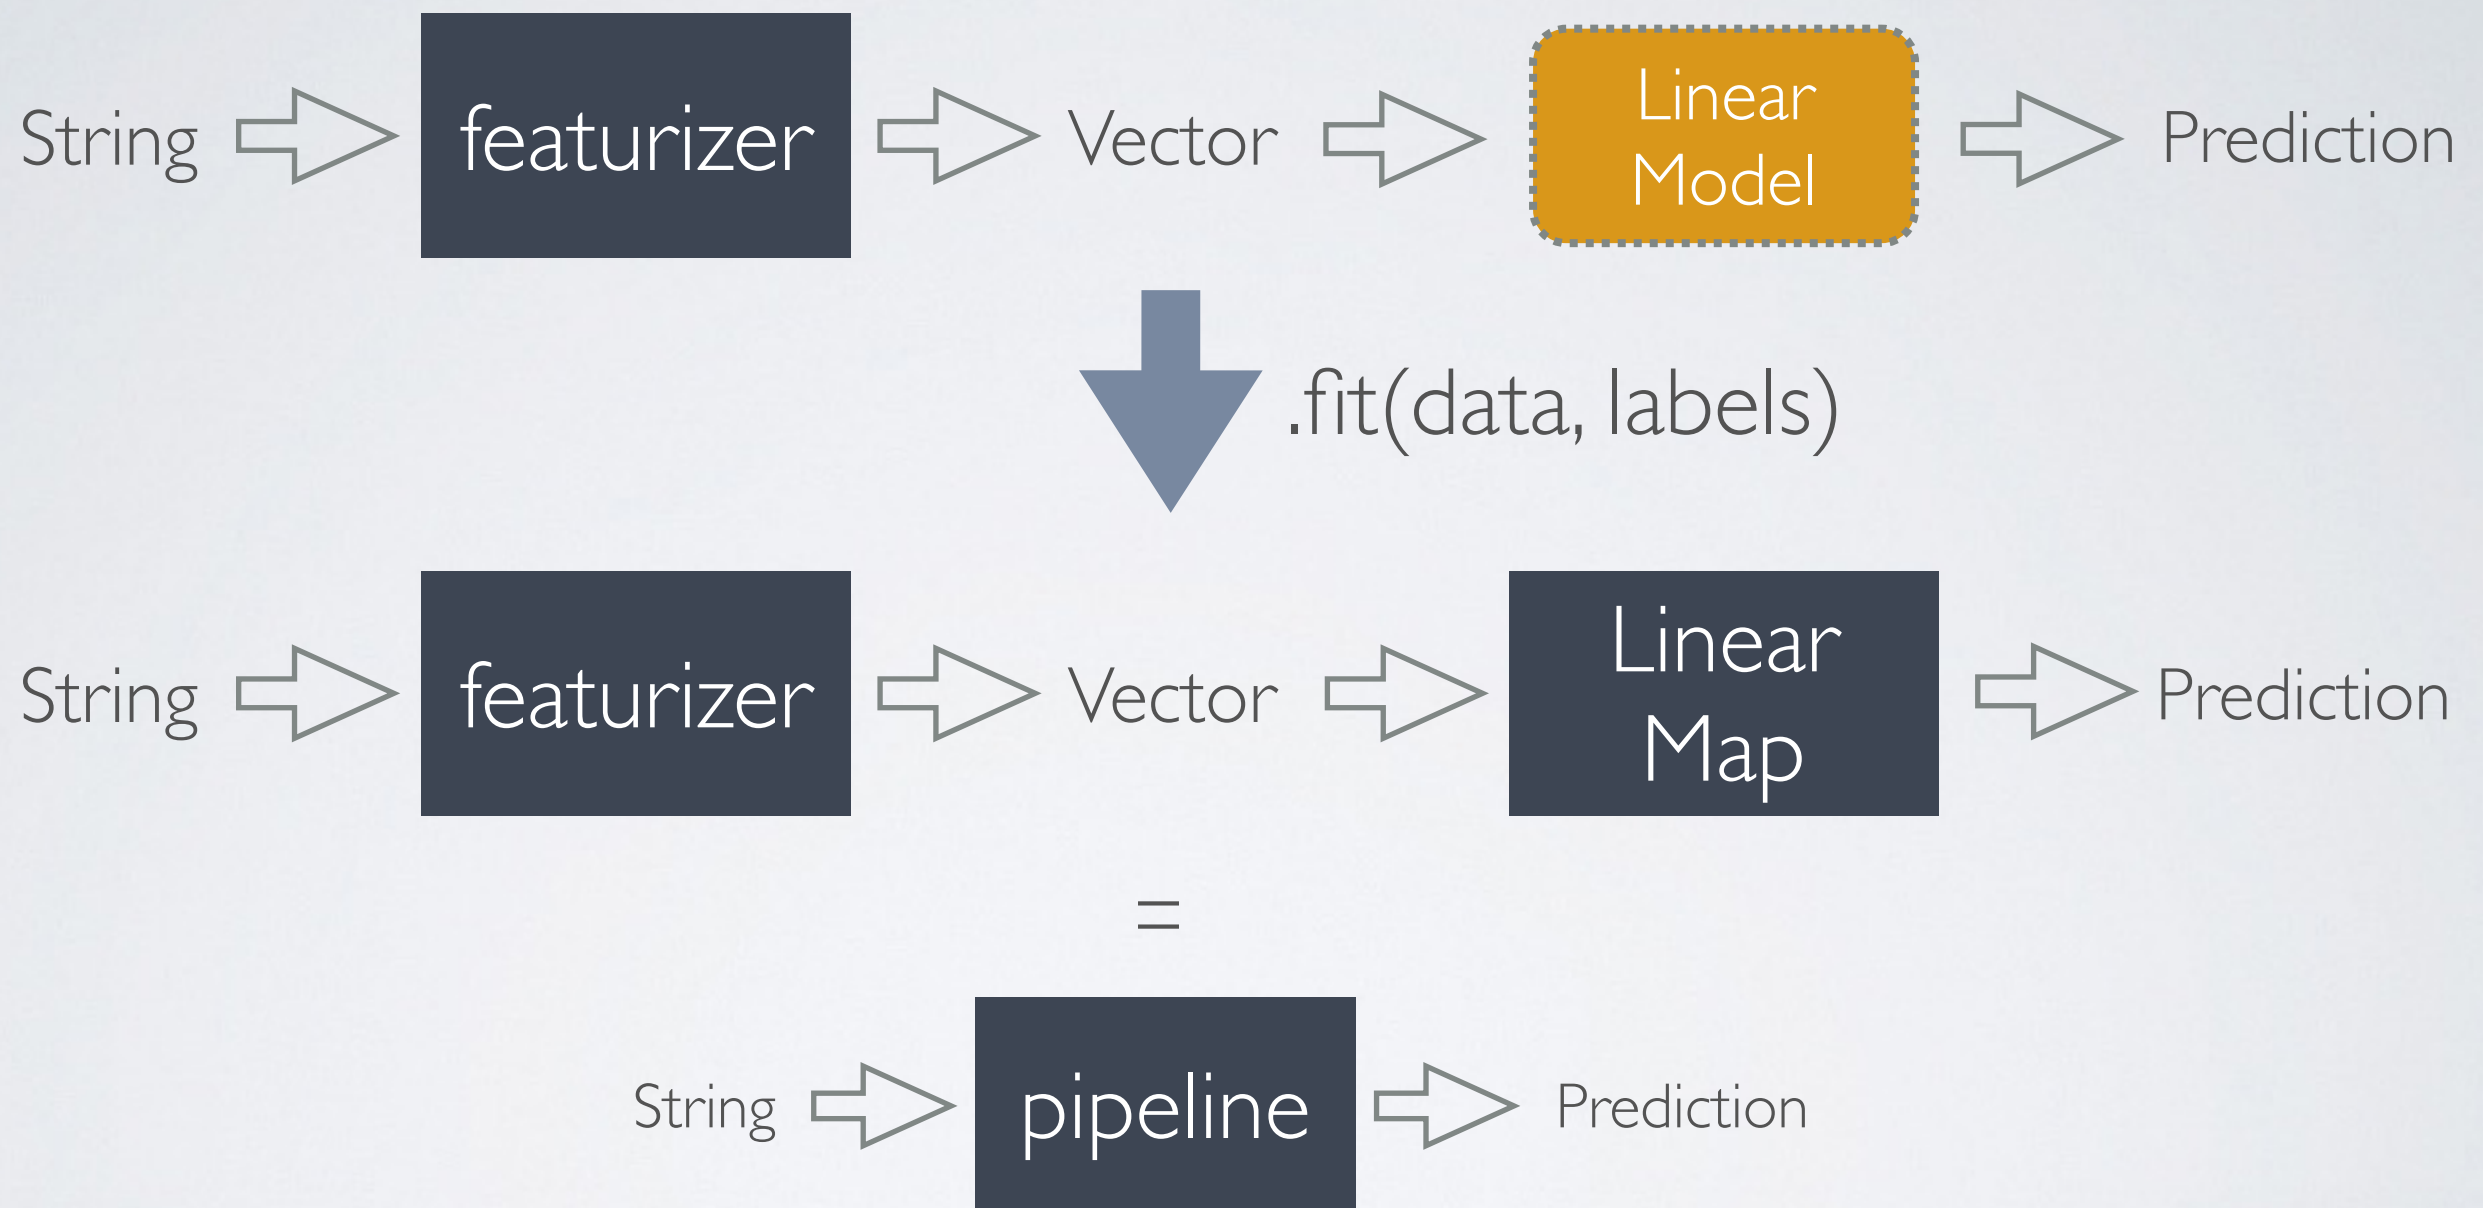 String featurizer Vector Linear Model Prediction
.fit(data, labels)
String featurizer Vector Linear Map Prediction
=
String pipeline Prediction